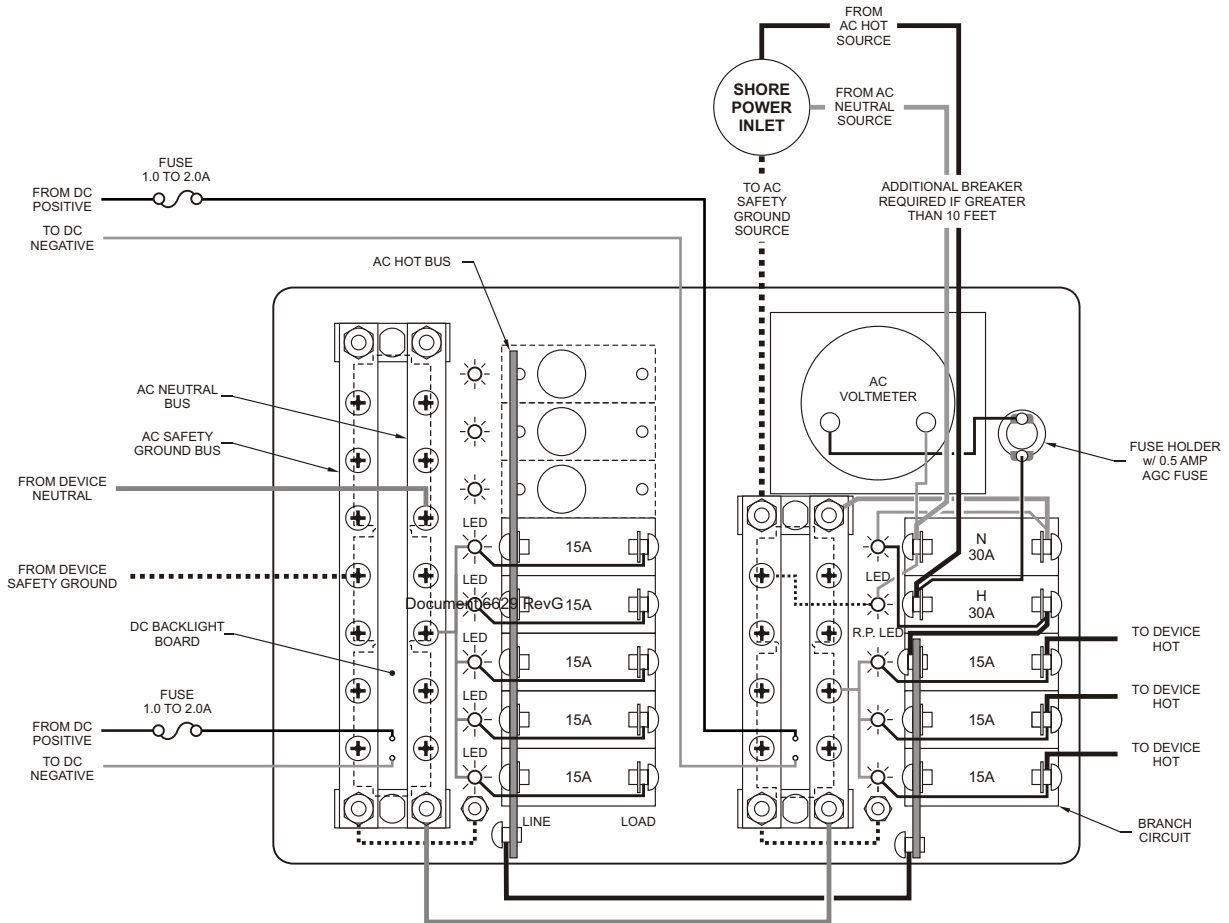 FROM
AC HOT
SOURCE
SHORE
POWER
INLET
FROM AC
NEUTRAL
SOURCE
FUSE
1.0 TO 2.0A
FROM DC
POSITIVE
TO DC
NEGATIVE
TO AC
SAFETY
GROUND
SOURCE
ADDITIONAL BREAKER
REQUIRED IF GREATER
THAN 10 FEET
AC HOT BUS
AC NEUTRAL
BUS
AC SAFETY
GROUND BUS
FROM DEVICE
NEUTRAL
FROM DEVICE
SAFETY GROUND
DC BACKLIGHT
BOARD
FUSE
1.0 TO 2.0A
FROM DC
POSITIVE
TO DC
NEGATIVE
AC
VOLTMETER
FUSE HOLDER
w/ 0.5 AMP
AGC FUSE
LED
15A
LED
Document 6629 RevG
15A
LED
15A
LED
15A
LED
15A
LINE
LOAD
N
30A
LED
H
30A
R.P. LED
15A
15A
15A
TO DEVICE
HOT
TO DEVICE
HOT
TO DEVICE
HOT
BRANCH
CIRCUIT